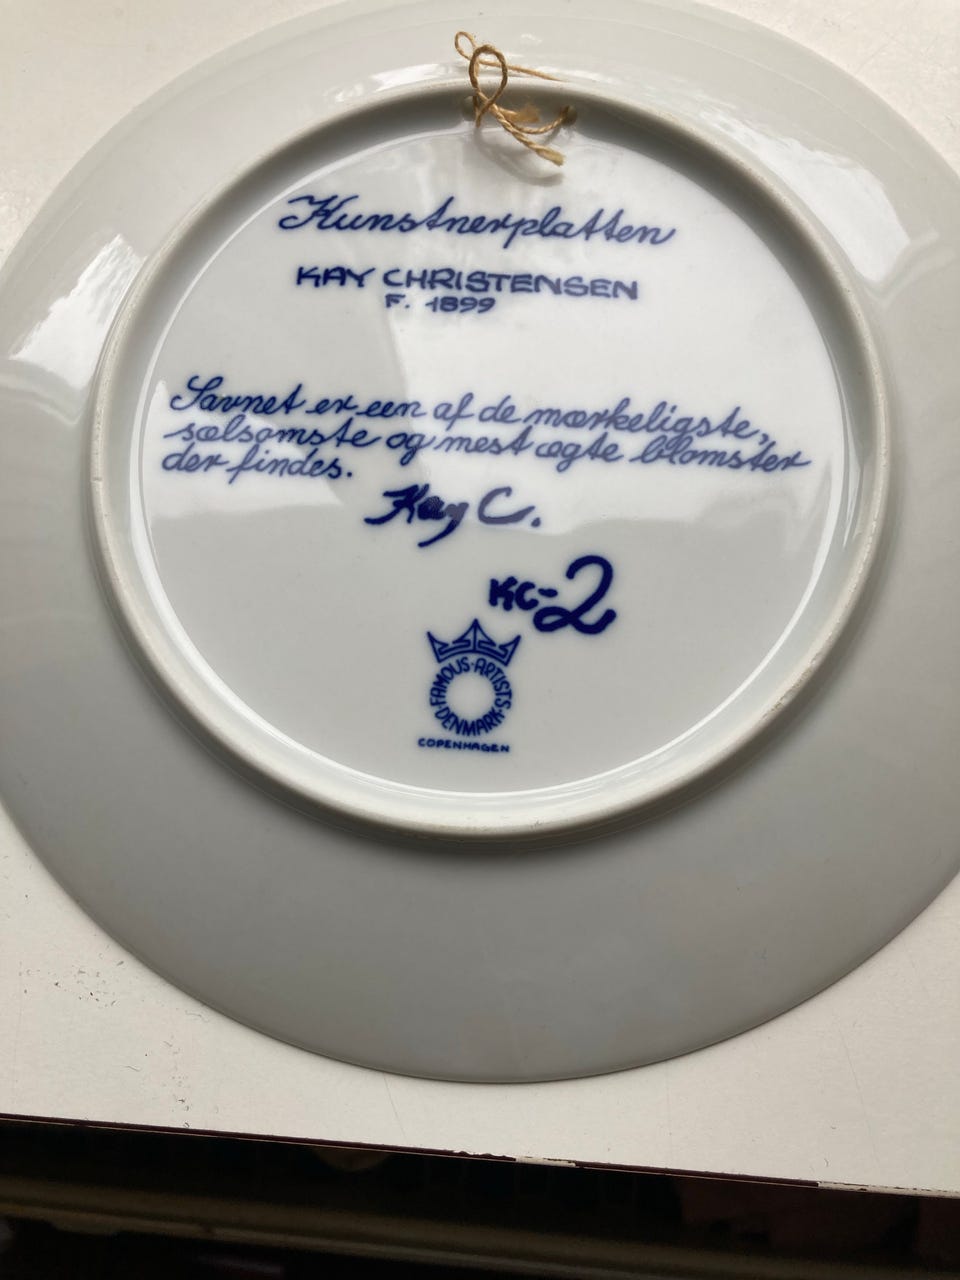 Kunstnerplatten
KAY CHRISTENSEN
F. 1899
Savnet er een af de mærkeligste,
sælsomste og mest ægte blomster
der findes.
Kay C.
KC-2
FAMOUS·ARTISTS·
DENMARK·
COPENHAGEN